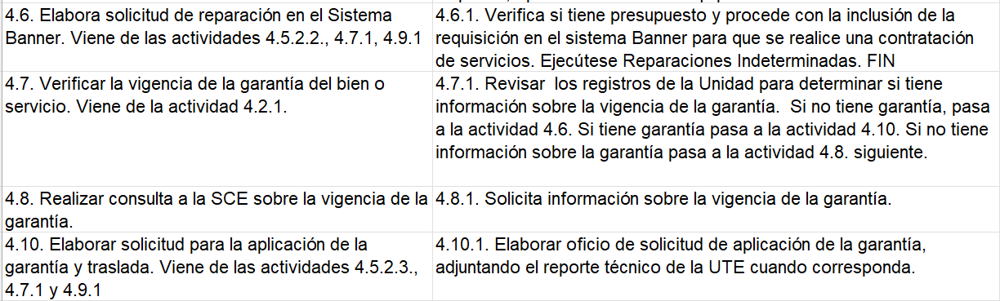 4.6. Elabora solicitud de reparación en el Sistema
Banner. Viene de las actividades 4.5.2.2., 4.7.1, 4.9.1
4.6.1. Verifica si tiene presupuesto y procede con la inclusión de la
requisición en el sistema Banner para que se realice una contratación
de servicios. Ejecútese Reparaciones Indeterminadas. FIN
4.7. Verificar la vigencia de la garantía del bien o
servicio. Viene de la actividad 4.2.1.
4.7.1. Revisar  los registros de la Unidad para determinar si tiene
información sobre la vigencia de la garantía.  Si no tiene garantía, pasa
a la actividad 4.6. Si tiene garantía pasa a la actividad 4.10. Si no tiene
información sobre la garantía pasa a la actividad 4.8. siguiente.
4.8. Realizar consulta a la SCE sobre la vigencia de la
garantía.
4.8.1. Solicita información sobre la vigencia de la garantía.
4.10. Elaborar solicitud para la aplicación de la
garantía y traslada. Viene de las actividades 4.5.2.3.,
4.7.1 y 4.9.1
4.10.1. Elaborar oficio de solicitud de aplicación de la garantía,
adjuntando el reporte técnico de la UTE cuando corresponda.